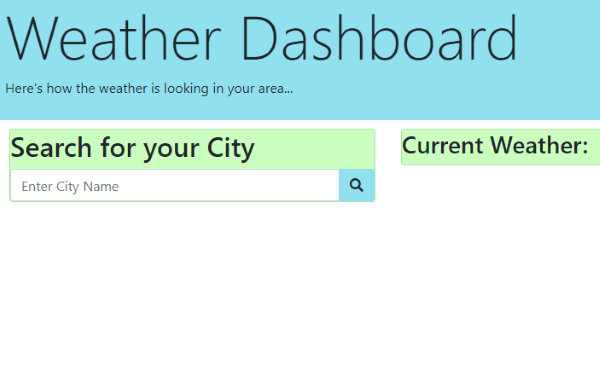 Weather Dashboard
Here's how the weather is looking in your area...
Search for your City
Enter City Name
Current Weather: